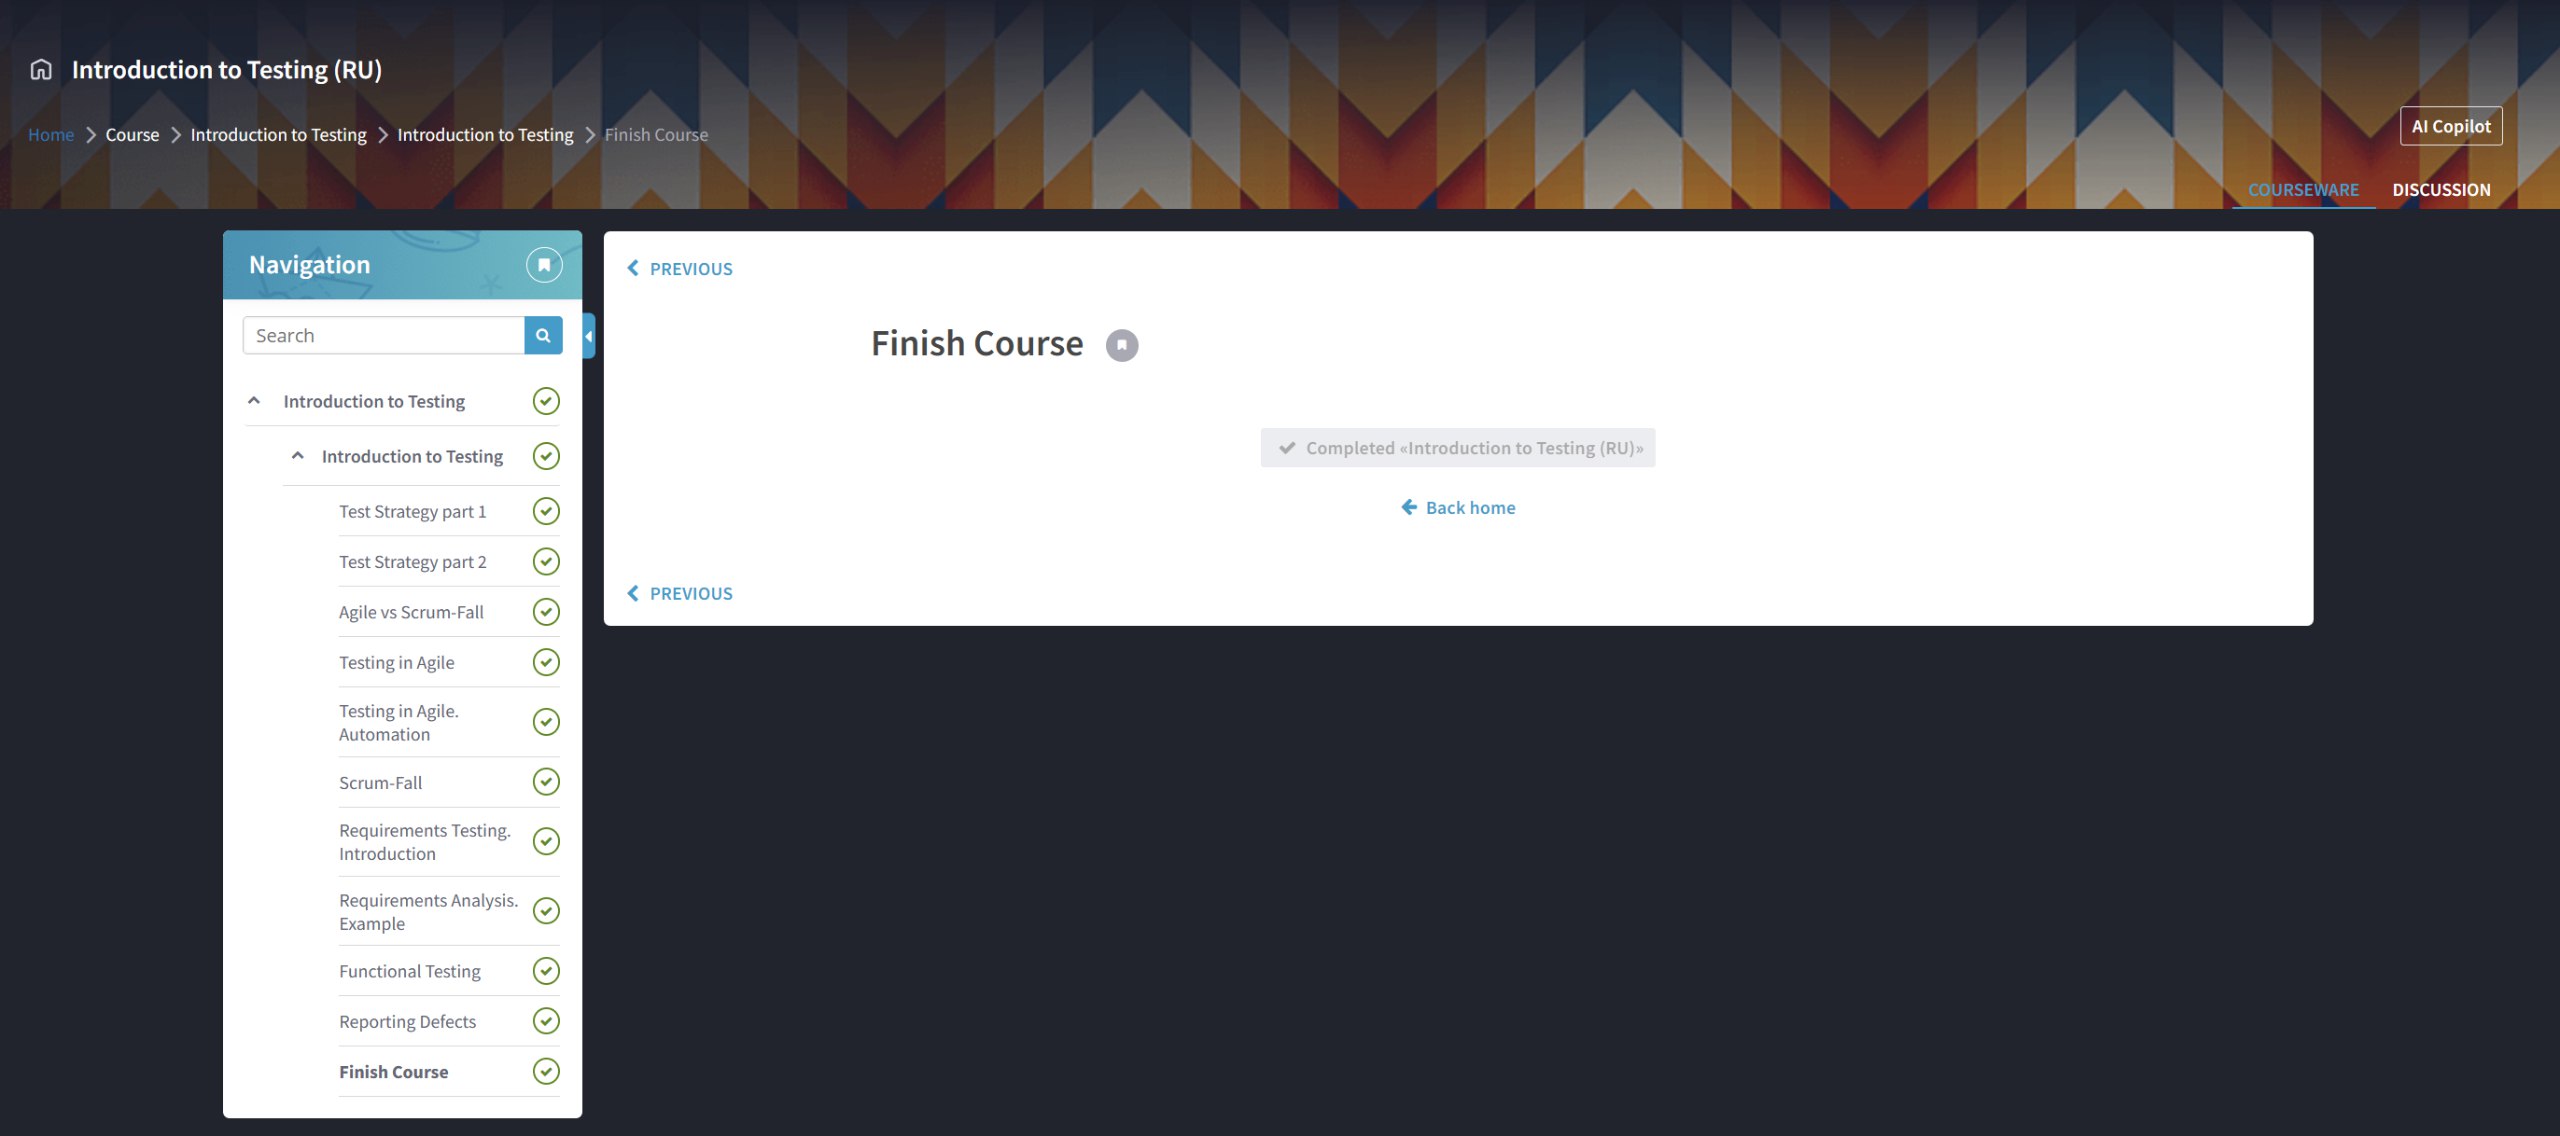 Introduction to Testing (RU)
Home
Course
Introduction to Testing
Introduction to Testing
Finish Course
AI Copilot
COURSEWARE
DISCUSSION
Navigation
Search
Introduction to Testing
Introduction to Testing
Test Strategy part 1
Test Strategy part 2
Agile vs Scrum-Fall
Testing in Agile
Testing in Agile.
Automation
Scrum-Fall
Requirements Testing.
Introduction
Requirements Analysis.
Example
Functional Testing
Reporting Defects
Finish Course
PREVIOUS
Finish Course
Completed «Introduction to Testing (RU)»
Back home
PREVIOUS